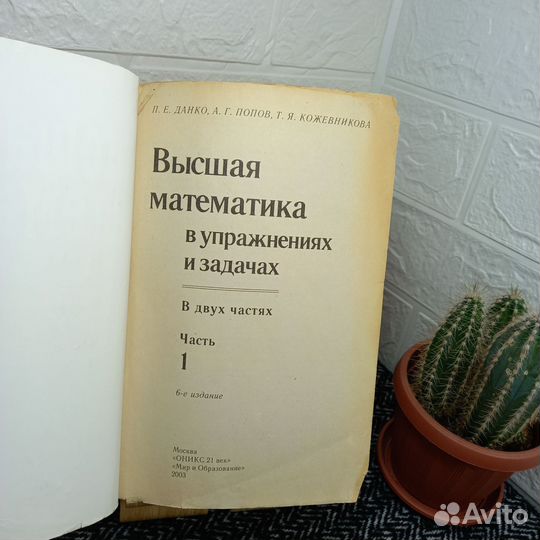 П. Е. ДАНКО, А. Г. ПОПОВ, Т. Я. КОЖЕВНИКОВА
Высшая
математика
в упражнениях
и задачах
В двух частях
Часть
1
6-е издание
Москва
«ОНИКС 21 век»
«Мир и Образование»
2003
Avito